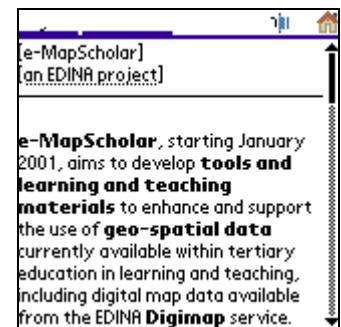 [e-MapScholar]
[an EDINA project]
e-MapScholar, starting January
2001, aims to develop tools and
learning and teaching
materials to enhance and support
the use of geo-spatial data
currently available within tertiary
education in learning and teaching,
including digital map data available
from the EDINA Digimap service.